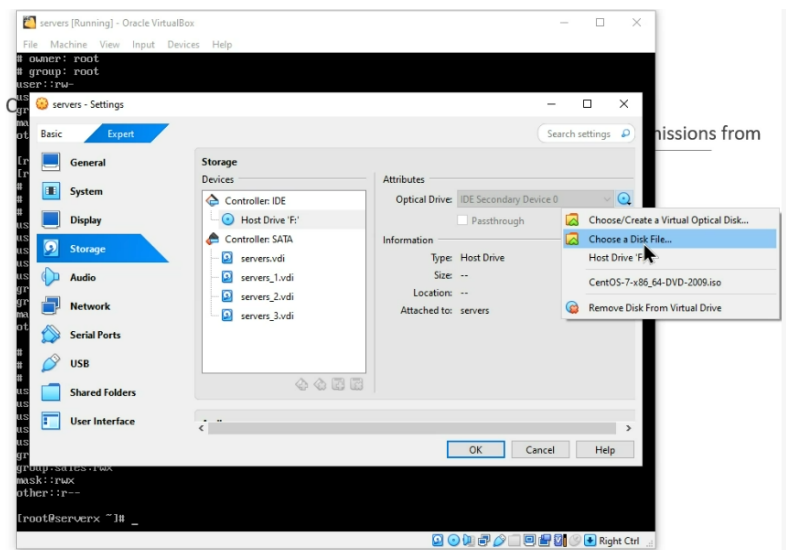 servers [Running] - Oracle VirtualBox
File Machine View Input Devices Help
# owner: root
# group: root
user::rw-
servers - Settings
Basic Expert Search settings
missions from
General
System
Display
Storage
Audio
Network
Serial Ports
USB
Shared Folders
User Interface
Storage
Devices
Controller: IDE
Host Drive 'F:'
Controller: SATA
servers.vdi
servers_1.vdi
servers_2.vdi
servers_3.vdi
Attributes
Optical Drive: IDE Secondary Device 0
Passthrough
Information
Type: Host Drive
Size: --
Location: --
Attached to: servers
Choose/Create a Virtual Optical Disk...
Choose a Disk File...
Host Drive 'F:
CentOS-7-x86_64-DVD-2009.iso
Remove Disk From Virtual Drive
OK Cancel Help
group:sales:rwx
mask::rwx
other::r--
[root@serverx ~]# _
Right Ctrl